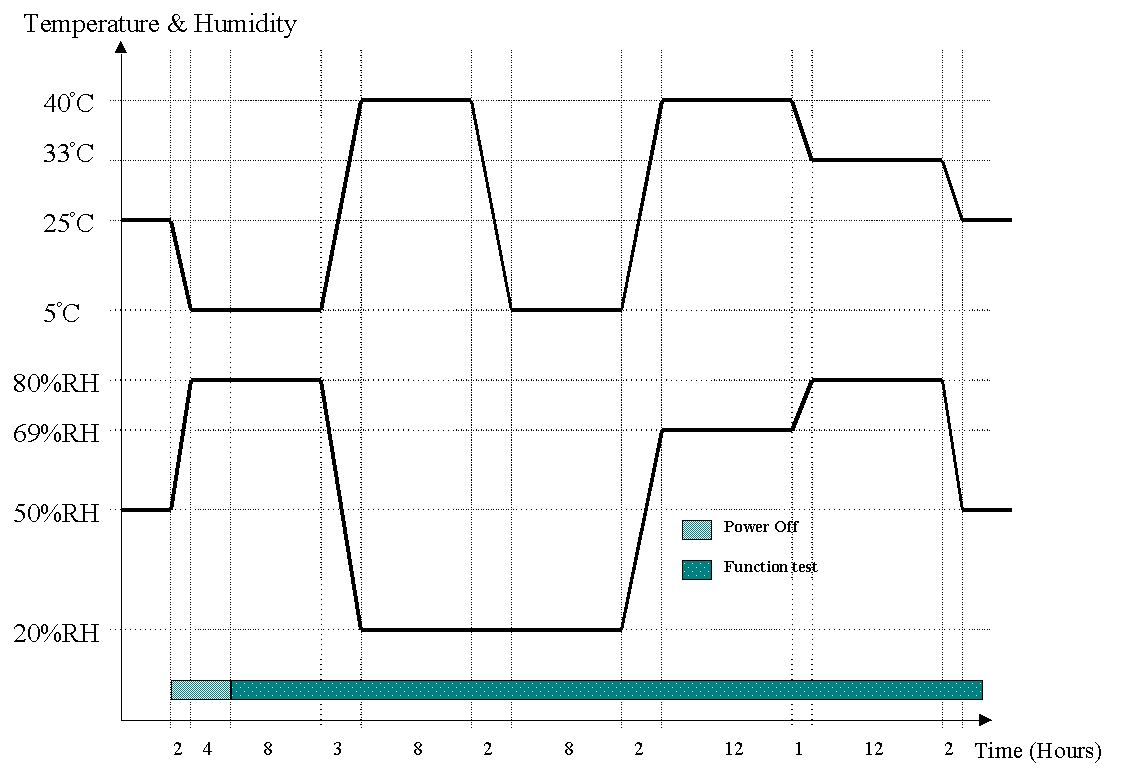 Temperature & Humidity
40°C
33°C
25°C
5°C
80%RH
69%RH
50%RH
Power Off
Function test
20%RH
2 4 8 3 8 2 8 2 12 1 12 2 Time (Hours)